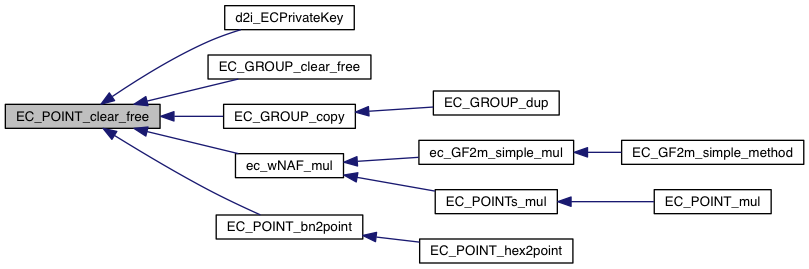 d2i_ECPrivateKey
EC_GROUP_clear_free
EC_GROUP_dup
EC_POINT_clear_free
EC_GROUP_copy
ec_GF2m_simple_mul
EC_GF2m_simple_method
ec_wNAF_mul
EC_POINTs_mul
EC_POINT_mul
EC_POINT_bn2point
EC_POINT_hex2point